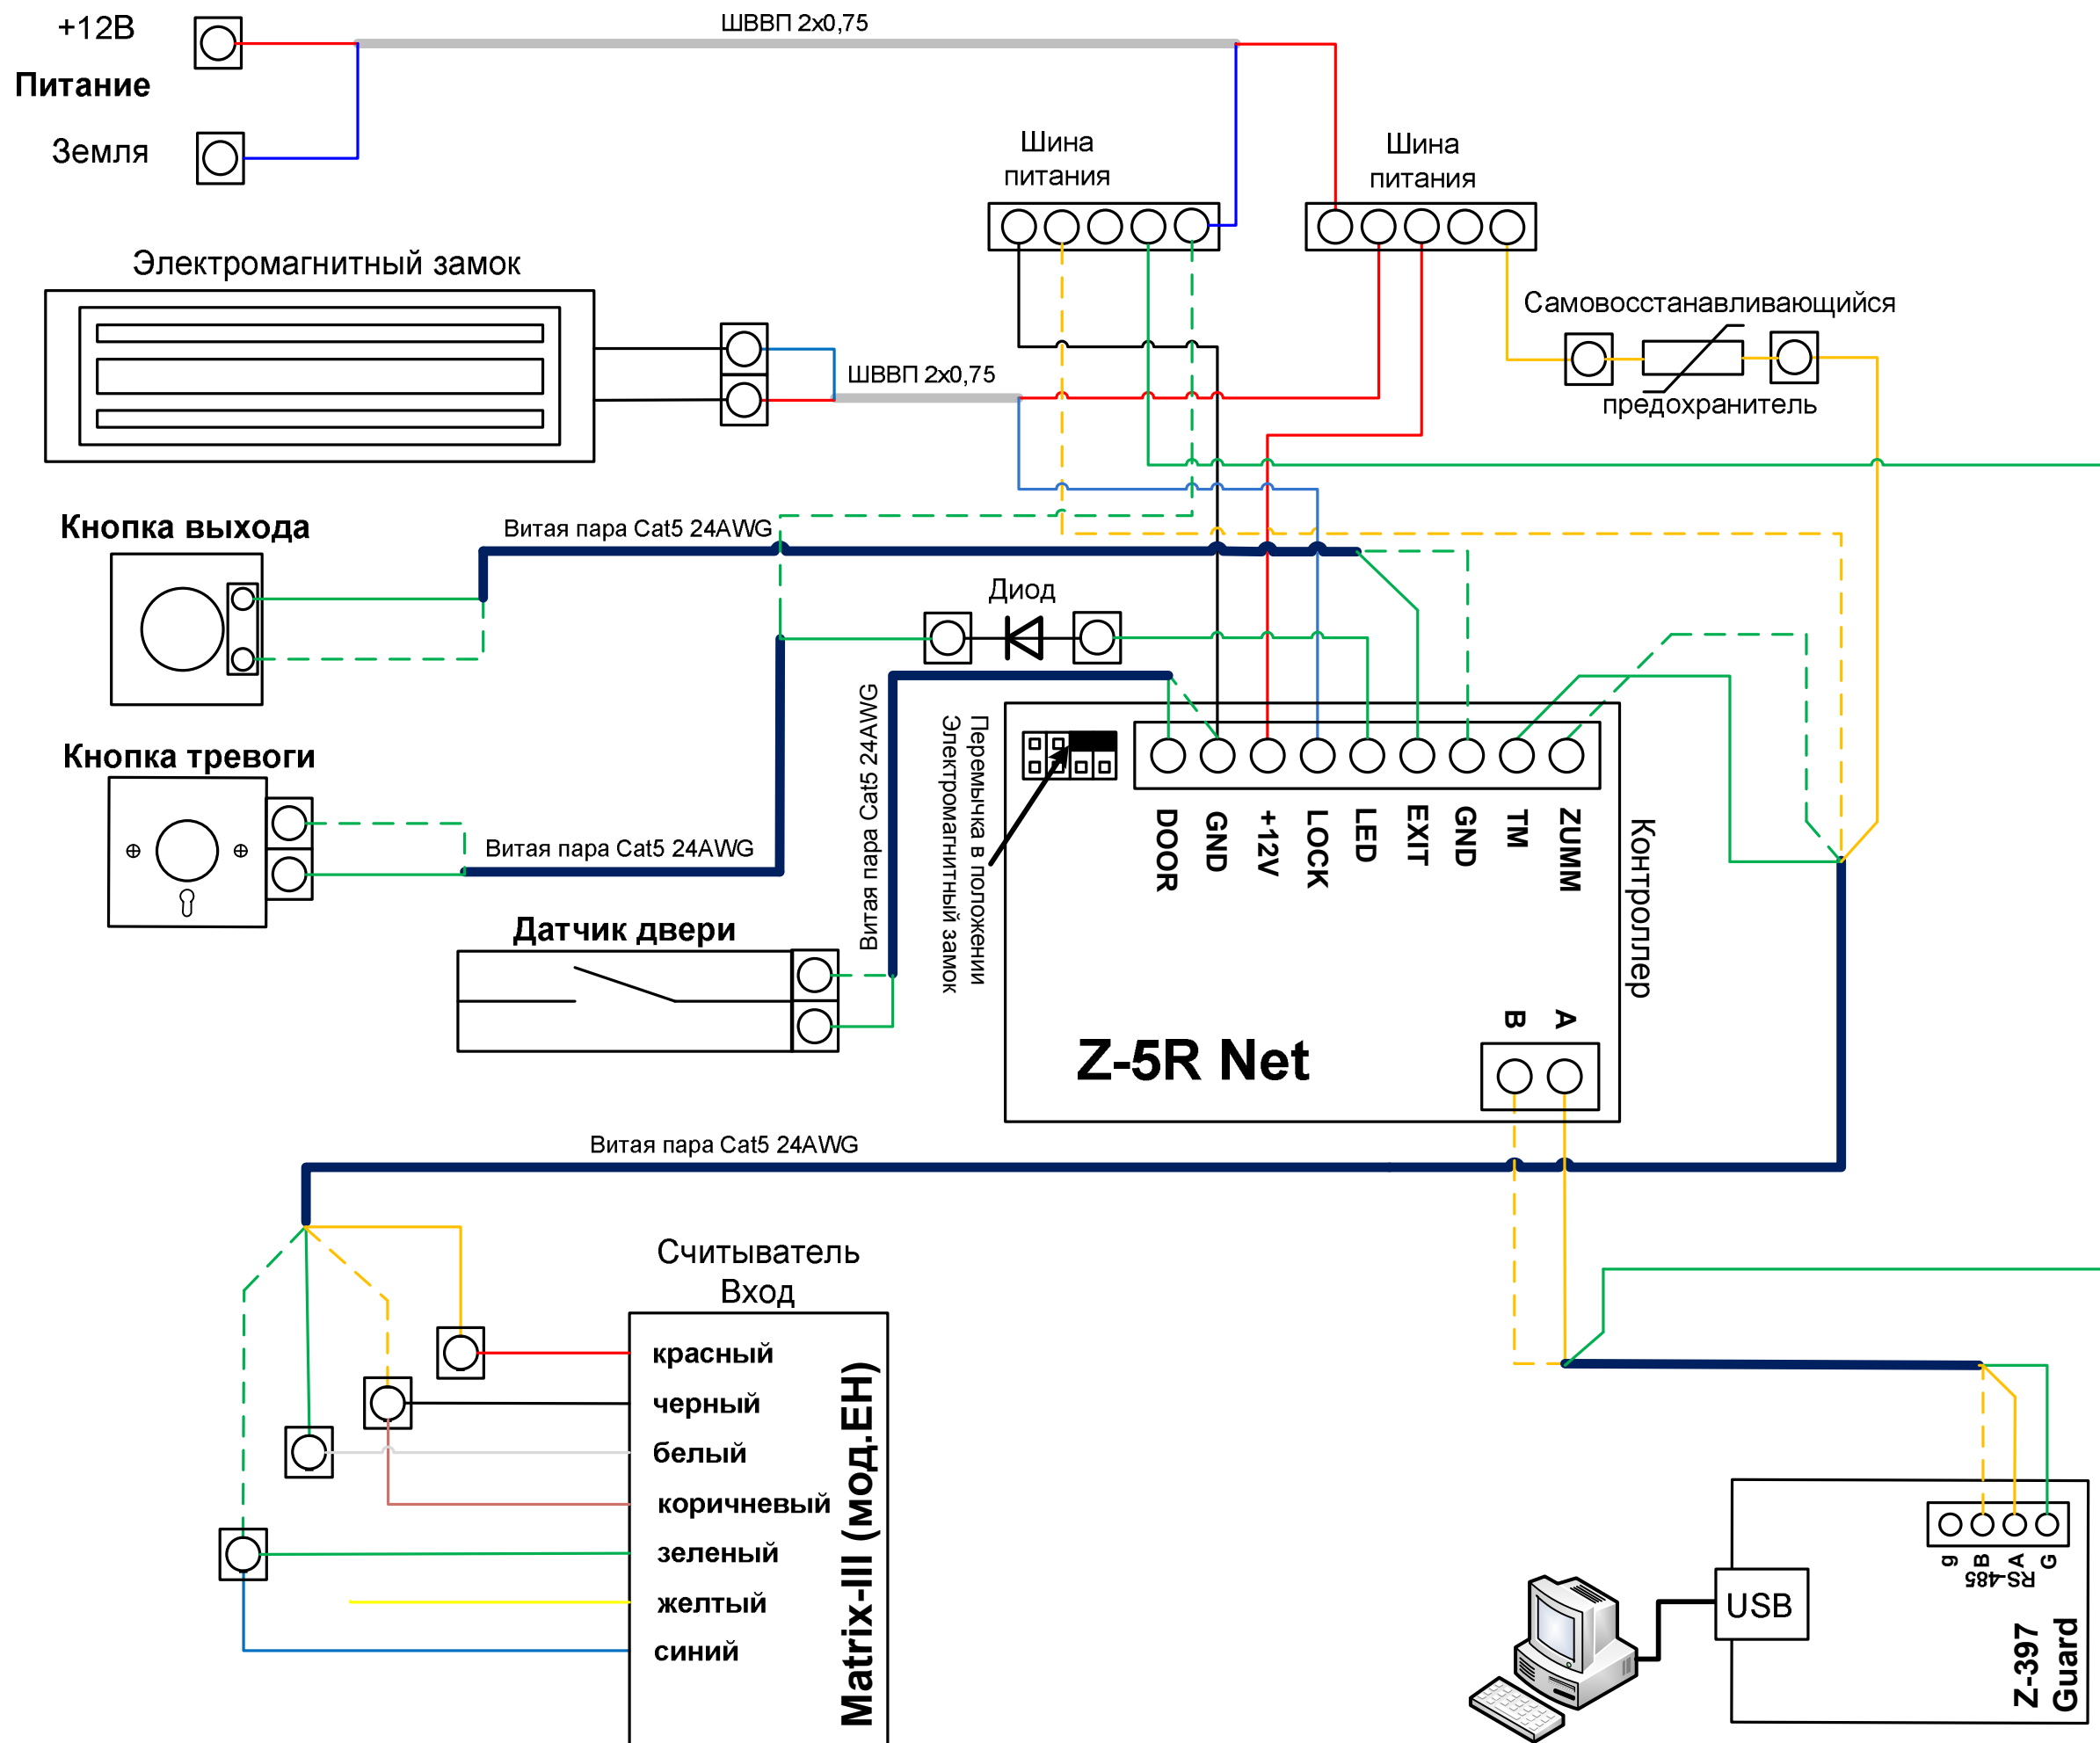 +12В
ШВВП 2x0,75
Питание
Земля
Шина
питания
Шина
питания
Электромагнитный замок
Самовосстанавливающийся
предохранитель
ШВВП 2x0,75
Кнопка выхода
Витая пара Cat5 24AWG
Диод
Кнопка тревоги
Витая пара Cat5 24AWG
Витая пара Cat5 24AWG
Перемычка в положении
Электромагнитный замок
DOOR
GND
+12V
LOCK
LED
EXIT
GND
TM
ZUMM
Контроллер
Датчик двери
B
A
Z-5R Net
Витая пара Cat5 24AWG
Считыватель
Вход
красный
черный
белый
коричневый
зеленый
желтый
синий
Matrix-III (мод.EH)
g
B
A
G
RS-485
USB
Z-397
Guard